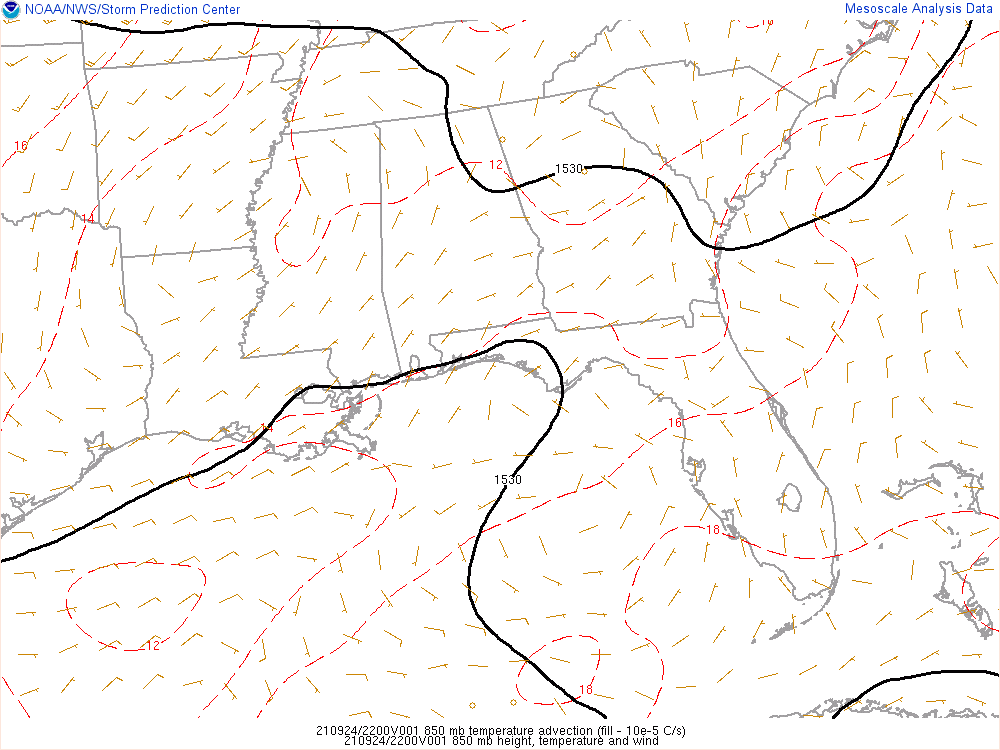 NOAA/NWS/Storm Prediction Center
Mesoscale Analysis Data
16
12
1530
14
16
14
1530
18
12
18
210924/2200V001 850 mb temperature advection (fill - 10e-5 C/s)
210924/2200V001 850 mb height, temperature and wind